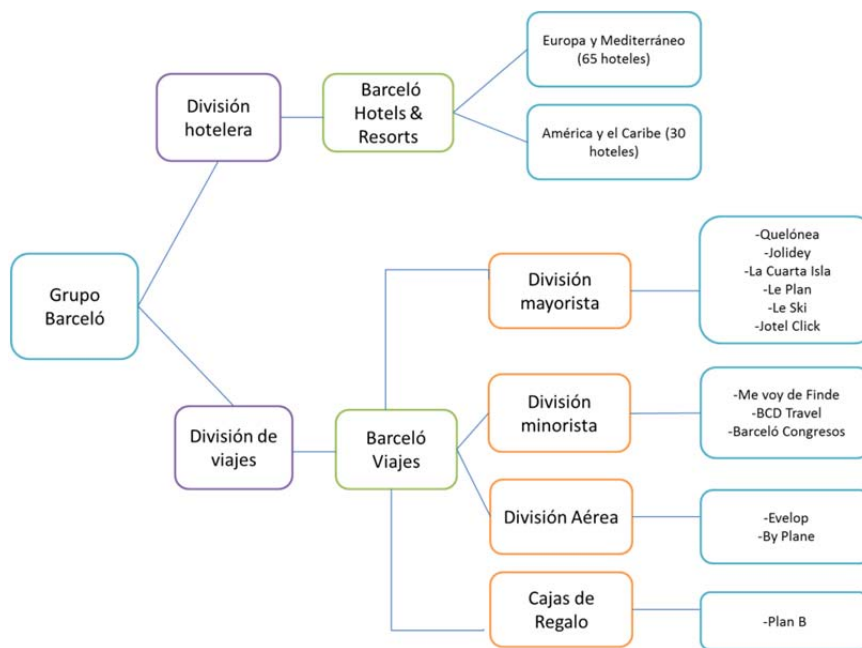 Grupo
Barceló
División
hotelera
Barceló
Hotels &
Resorts
Europa y Mediterráneo
(65 hoteles)
América y el Caribe (30
hoteles)
División de
viajes
Barceló
Viajes
División
mayorista
-Quelónea
-Jolidey
-La Cuarta Isla
-Le Plan
-Le Ski
-Jotel Click
División
minorista
-Me voy de Finde
-BCD Travel
-Barceló Congresos
División Aérea
-Evelop
-By Plane
Cajas de
Regalo
-Plan B